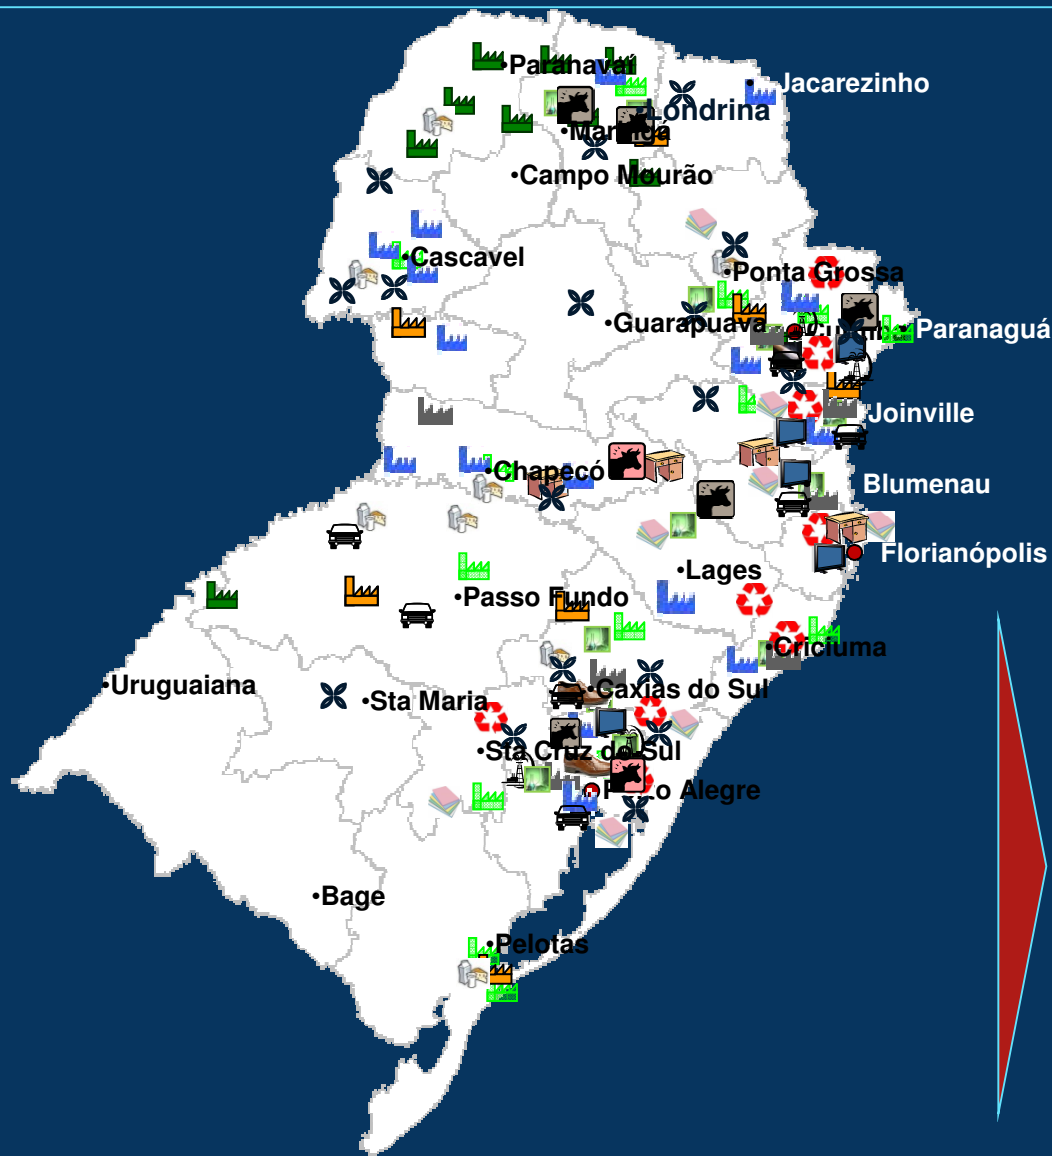 •Paranavaí
Jacarezinho
•Londrina
•Maringá
•Campo Mourão
•Cascavel
•Ponta Grossa
•Guarapuava
•Paranaguá
Joinville
•Chapecó
Blumenau
Florianópolis
•Lages
•Passo Fundo
•Criciuma
•Uruguaiana
•Sta Maria
•Caxias do Sul
•Sta Cruz do Sul
Alegre
•Bage
•Pelotas